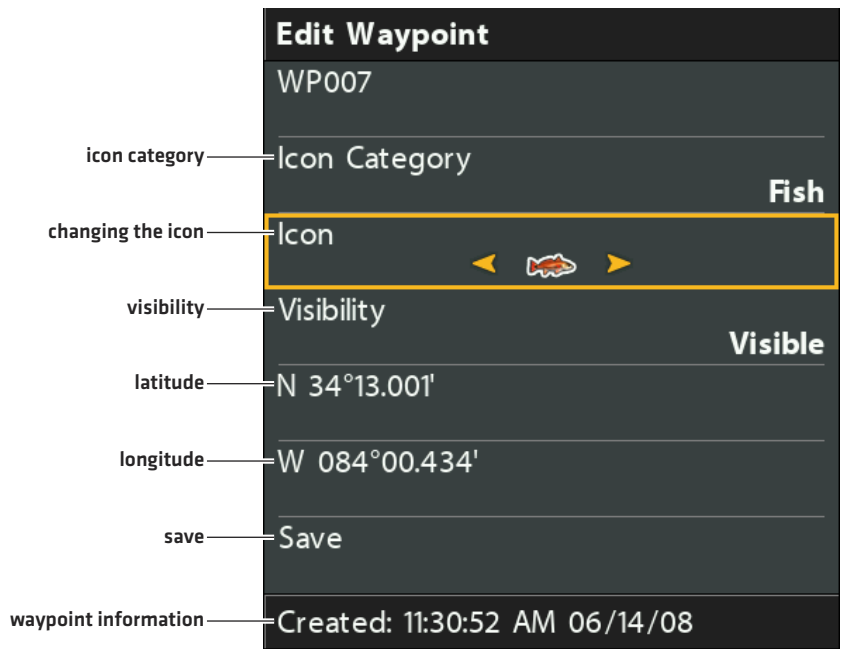 Edit Waypoint
WP007
icon category
Icon Category
Fish
changing the icon
Icon
visibility
Visibility
Visible
latitude
N 34°13.001'
longitude
W 084°00.434'
save
Save
waypoint information
Created: 11:30:52 AM 06/14/08